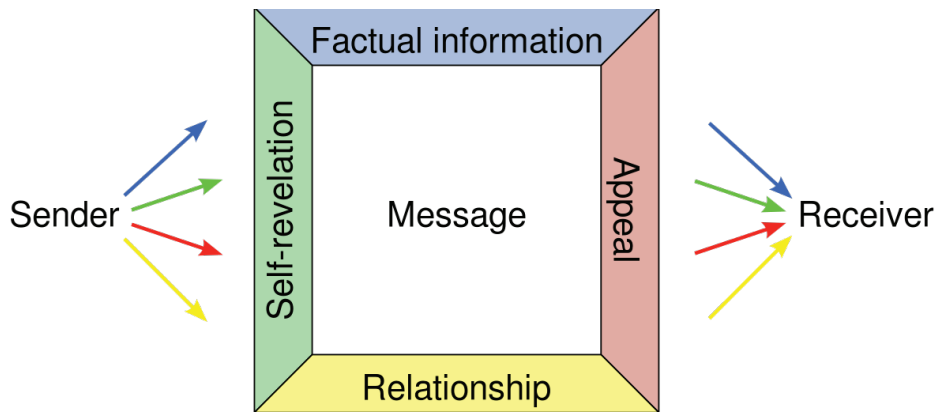 Factual information
Self-revelation
Sender
Message
Appeal
Receiver
Relationship